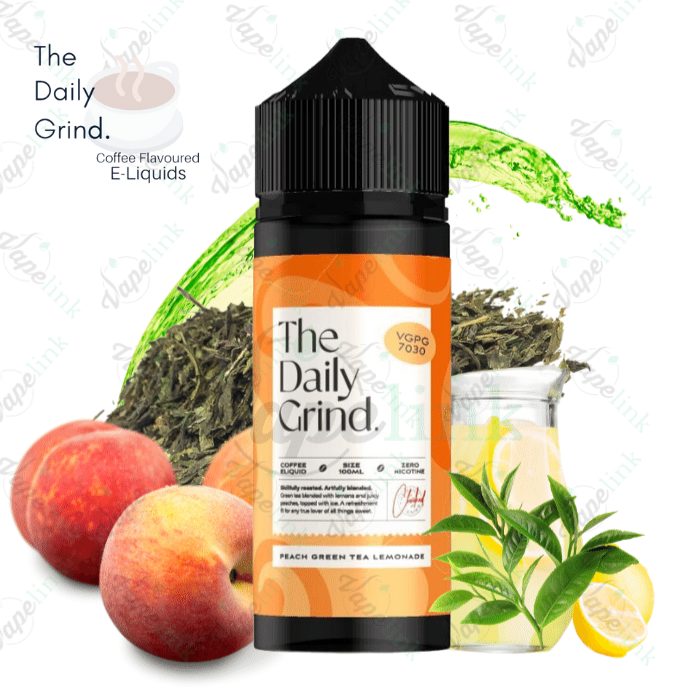 The
Daily
Grind.
Coffee Flavoured
E-Liquids
The
Daily
Grind.
VGPG
7030
COFFEE
ELIQUID
SIZE
100ML
ZERO
NICOTINE
Skilfully roasted. Artfully blended.
Green tea blended with lemons and juicy
peaches, topped with ice. A refreshment
fit for any true lover of all things sweet.
PEACH GREEN TEA LEMONADE
Vapelink